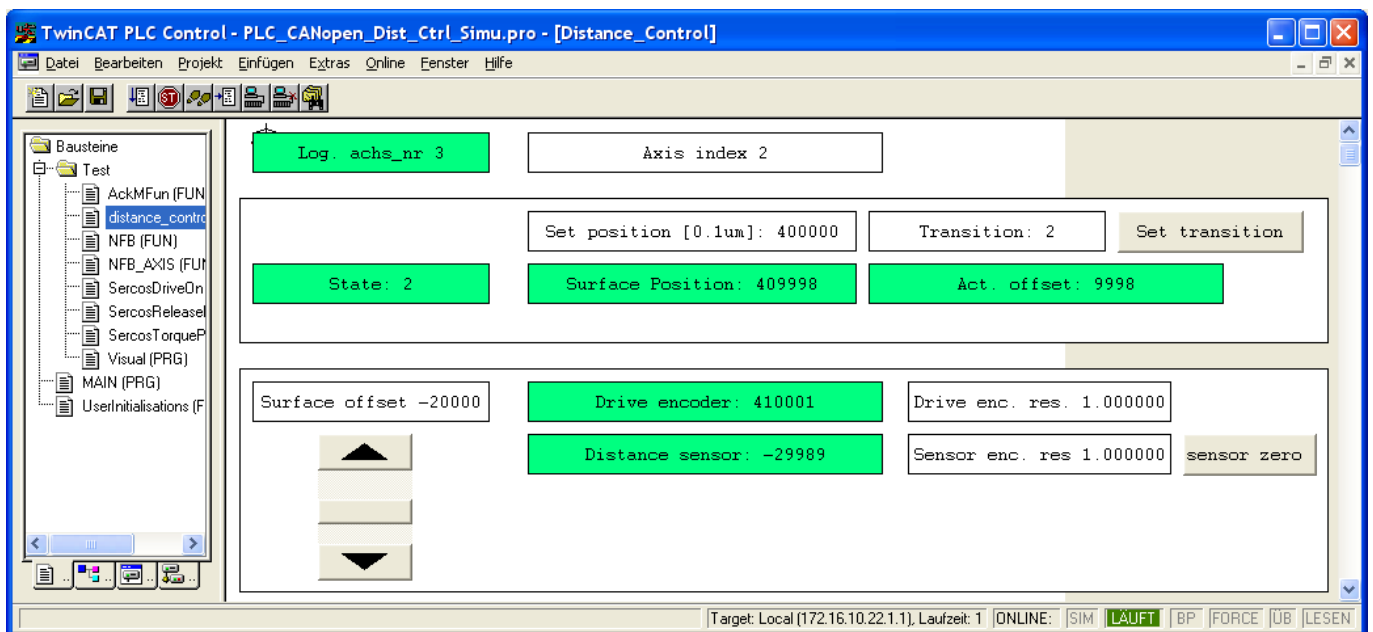 TwinCAT PLC Control - PLC_CANopen_Dist_Ctrl_Simu.pro - [Distance_Control]
Datei Bearbeiten Projekt Einfügen Extras Online Fenster Hilfe
ST
Bausteine
Test
AckMFun (FUN
distance_contro
NFB (FUN)
NFB_AXIS (FUN
SercosDriveOn
SercosReleasel
SercosTorqueP
Visual (PRG)
MAIN (PRG)
UserInitialisations (F
Log. achs_nr 3
Axis index 2
Set position [0.1um]: 400000
Transition: 2
Set transition
State: 2
Surface Position: 409998
Act. offset: 9998
Surface offset -20000
Drive encoder: 410001
Drive enc. res. 1.000000
Distance sensor: -29989
Sensor enc. res 1.000000
sensor zero
Target: Local (172.16.10.22.1.1), Laufzeit: 1 ONLINE: SIM LÄUFT BP FORCE ÜB LESEN